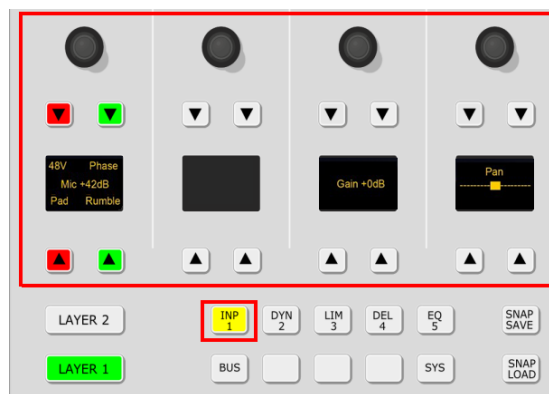 48V Phase
Mic +42dB
Pad Rumble
Gain +0dB
Pan
LAYER 2
INP
1
DYN
2
LIM
3
DEL
4
EQ
5
SNAP
SAVE
LAYER 1
BUS
SYS
SNAP
LOAD